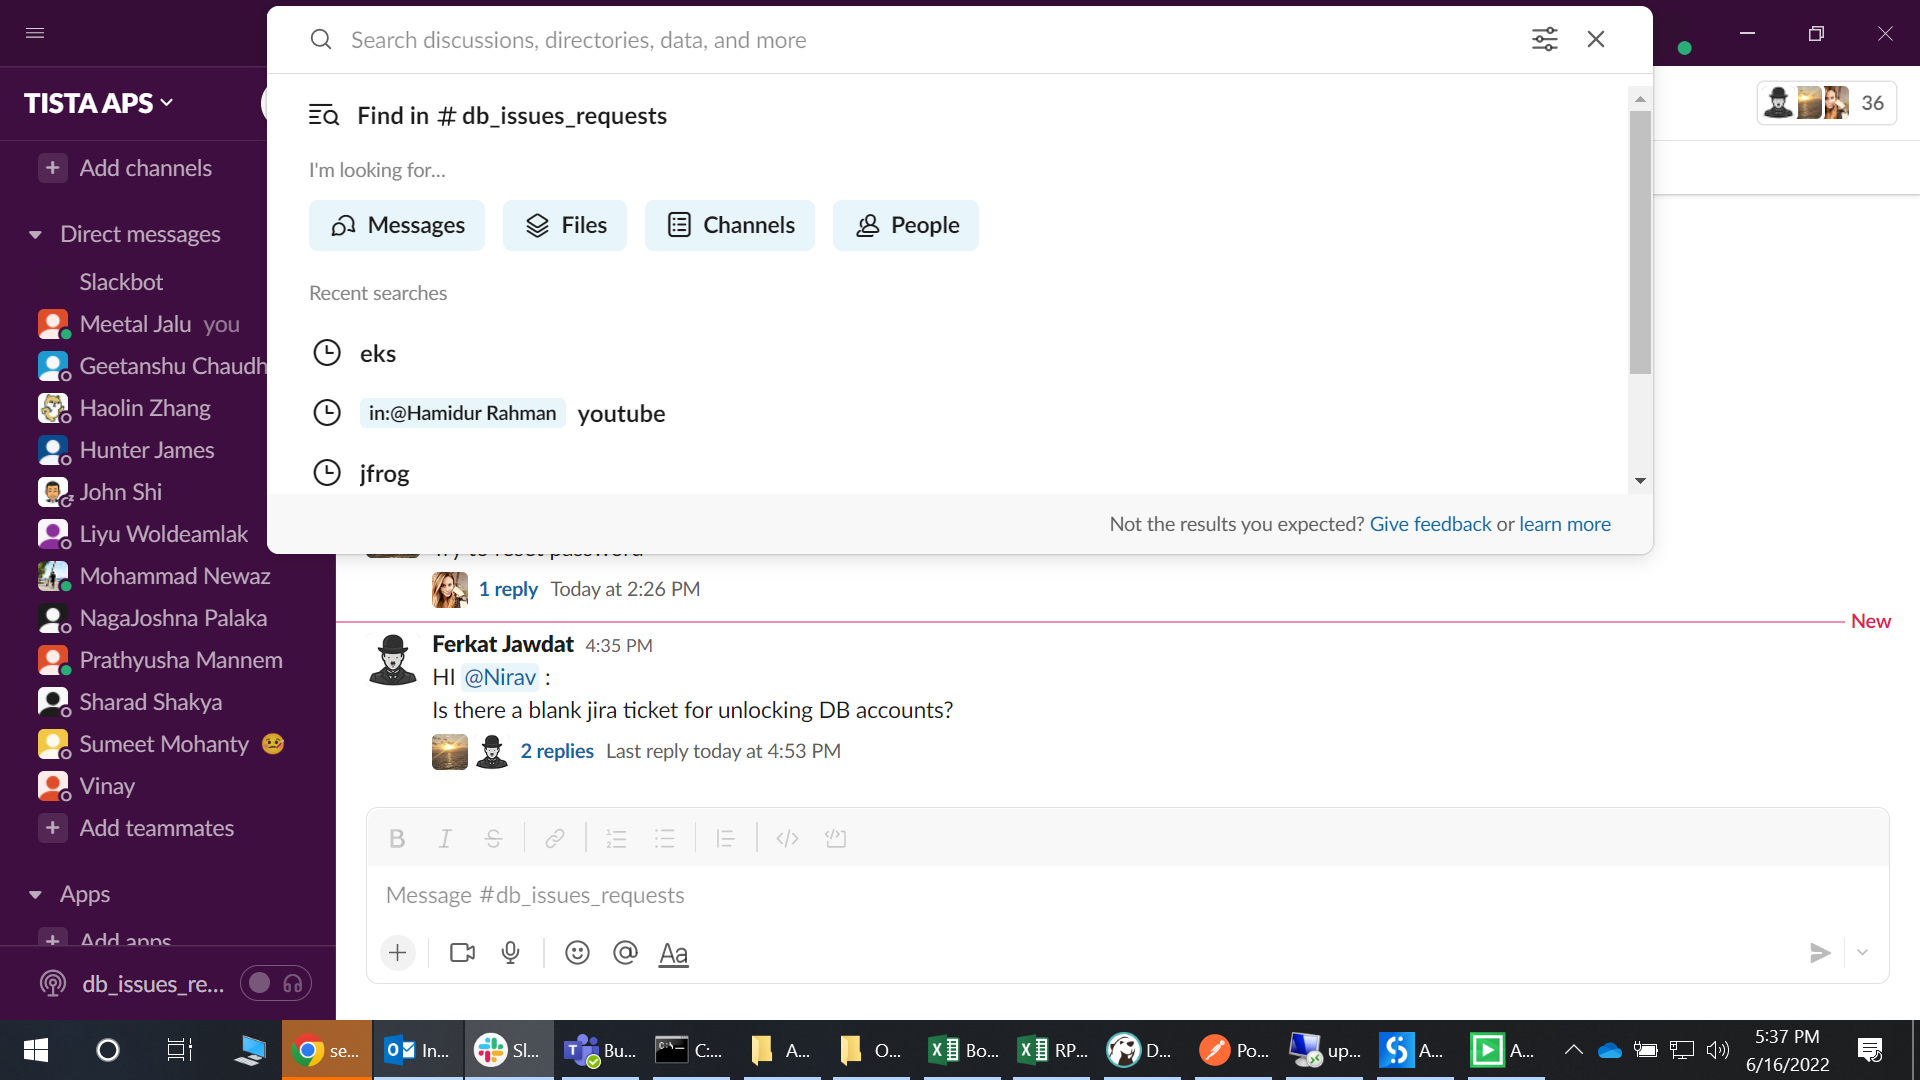 Search discussions, directories, data, and more
TISTA APS
36
Find in # db_issues_requests
I'm looking for...
Messages
Files
Channels
People
Recent searches
eks
in:@Hamidur Rahman youtube
jfrog
Not the results you expected? Give feedback or learn more
Add channels
Direct messages
Slackbot
Meetal Jalu you
Geetanshu Chaudh
Haolin Zhang
Hunter James
John Shi
Liyu Woldeamlak
Mohammad Newaz
NagaJoshna Palaka
Prathyusha Mannem
Sharad Shakya
Sumeet Mohanty
Vinay
Add teammates
Apps
Add apps
db_issues_re...
Try to reset password
1 reply Today at 2:26 PM
New
Ferkat Jawdat 4:35 PM
HI @Nirav :
Is there a blank jira ticket for unlocking DB accounts?
2 replies Last reply today at 4:53 PM
Message #db_issues_requests
Aa
se...
In...
Sl...
Bu...
C:...
A...
O...
Bo...
RP...
D...
Po...
up...
A...
A...
5:37 PM
6/16/2022